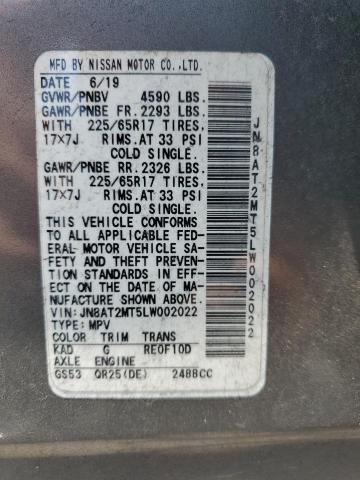 MFD BY NISSAN MOTOR CO.,LTD.
DATE 6/19
GVWR/PNBV 4590 LBS.
GAWR/PNBE FR. 2293 LBS.
WITH 225/65R17 TIRES,
17×7J RIMS.AT 33 PSI
COLD SINGLE.
GAWR/PNBE RR. 2326 LBS.
WITH 225/65R17 TIRES,
17×7J RIMS.AT 33 PSI
COLD SINGLE.
THIS VEHICLE CONFORMS
TO ALL APPLICABLE FED-
ERAL MOTOR VEHICLE SA-
FETY AND THEFT PREVEN-
TION STANDARDS IN EFF-
ECT ON THE DATE OF MA-
NUFACTURE SHOWN ABOVE.
VIN:JN8AT2MT5LW002022
TYPE:MPV
COLOR TRIM TRANS
KAD G RE0F10D
AXLE ENGINE
GS53 QR25(DE) 2488CC
JN8AT2MT5LW002022